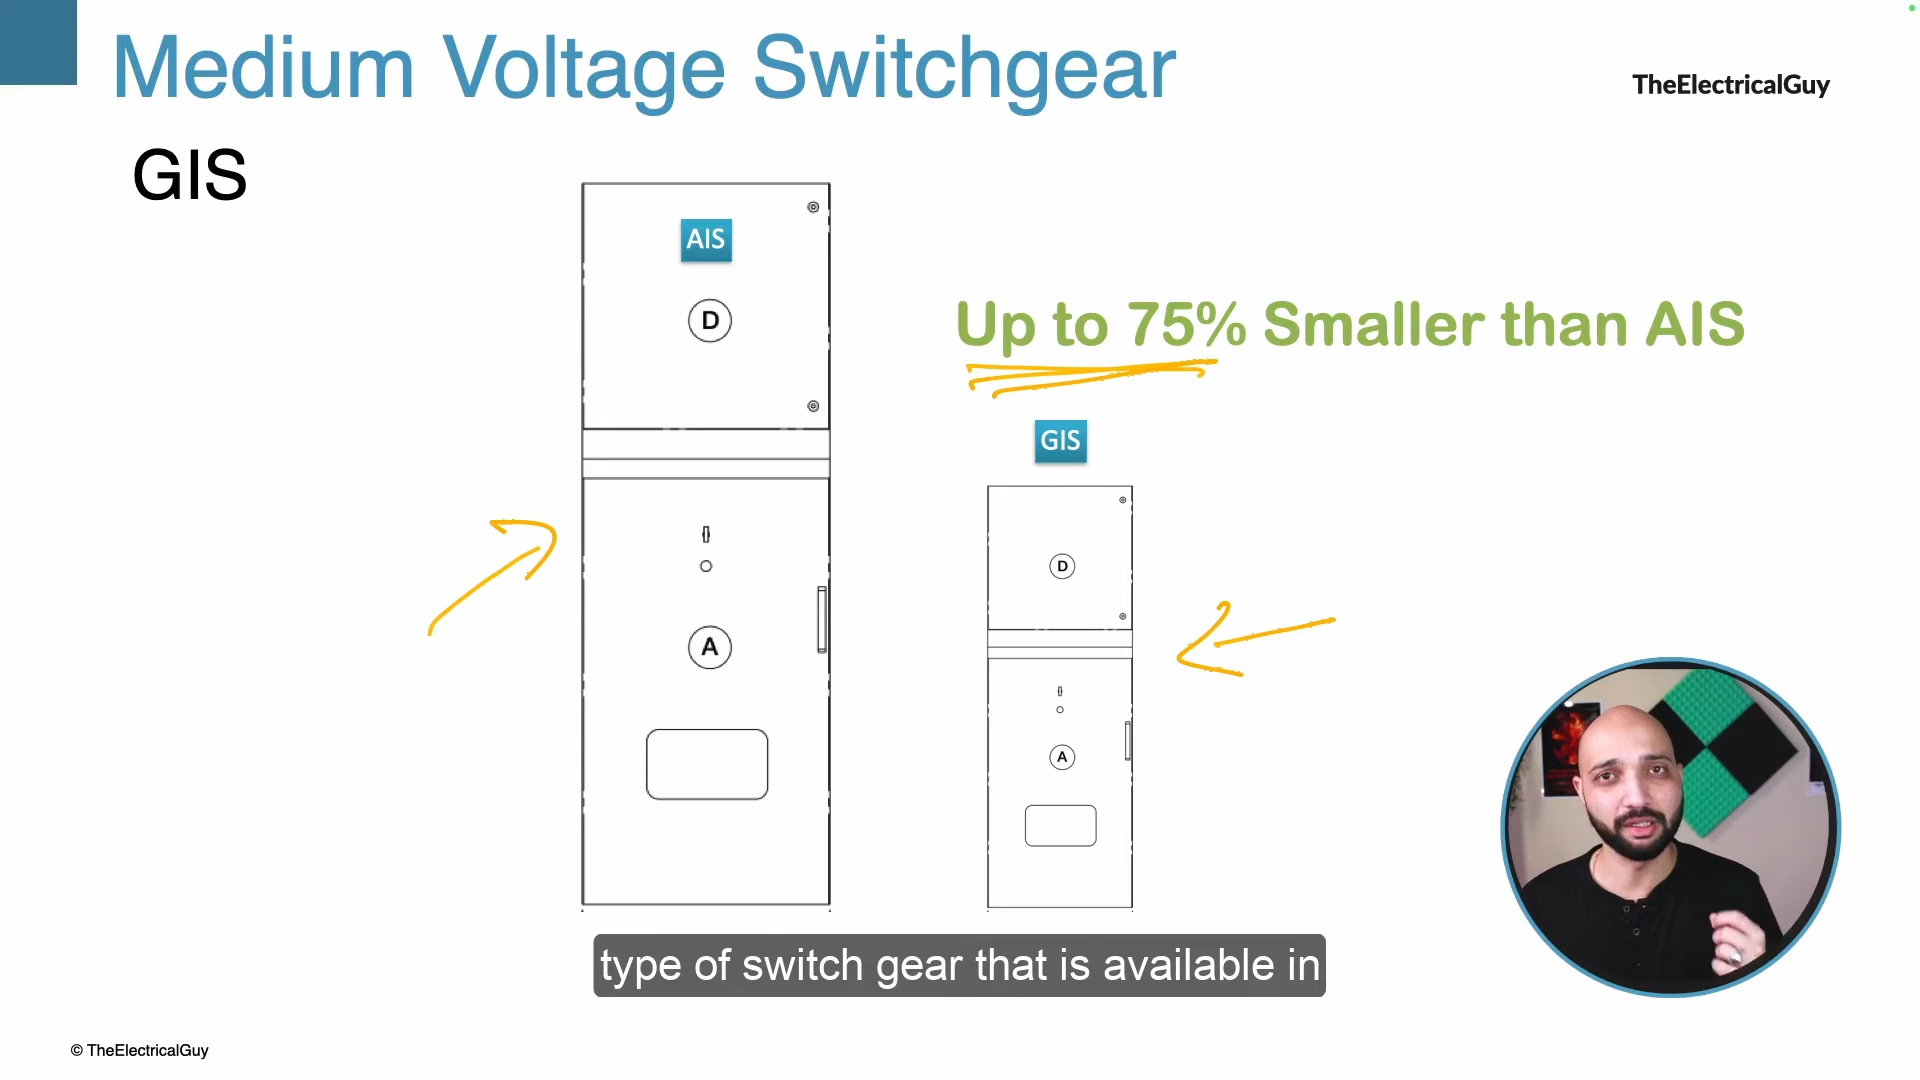 Medium Voltage Switchgear
TheElectricalGuy
GIS
AIS
D
Up to 75% Smaller than AIS
GIS
D
A
A
type of switch gear that is available in
© TheElectricalGuy